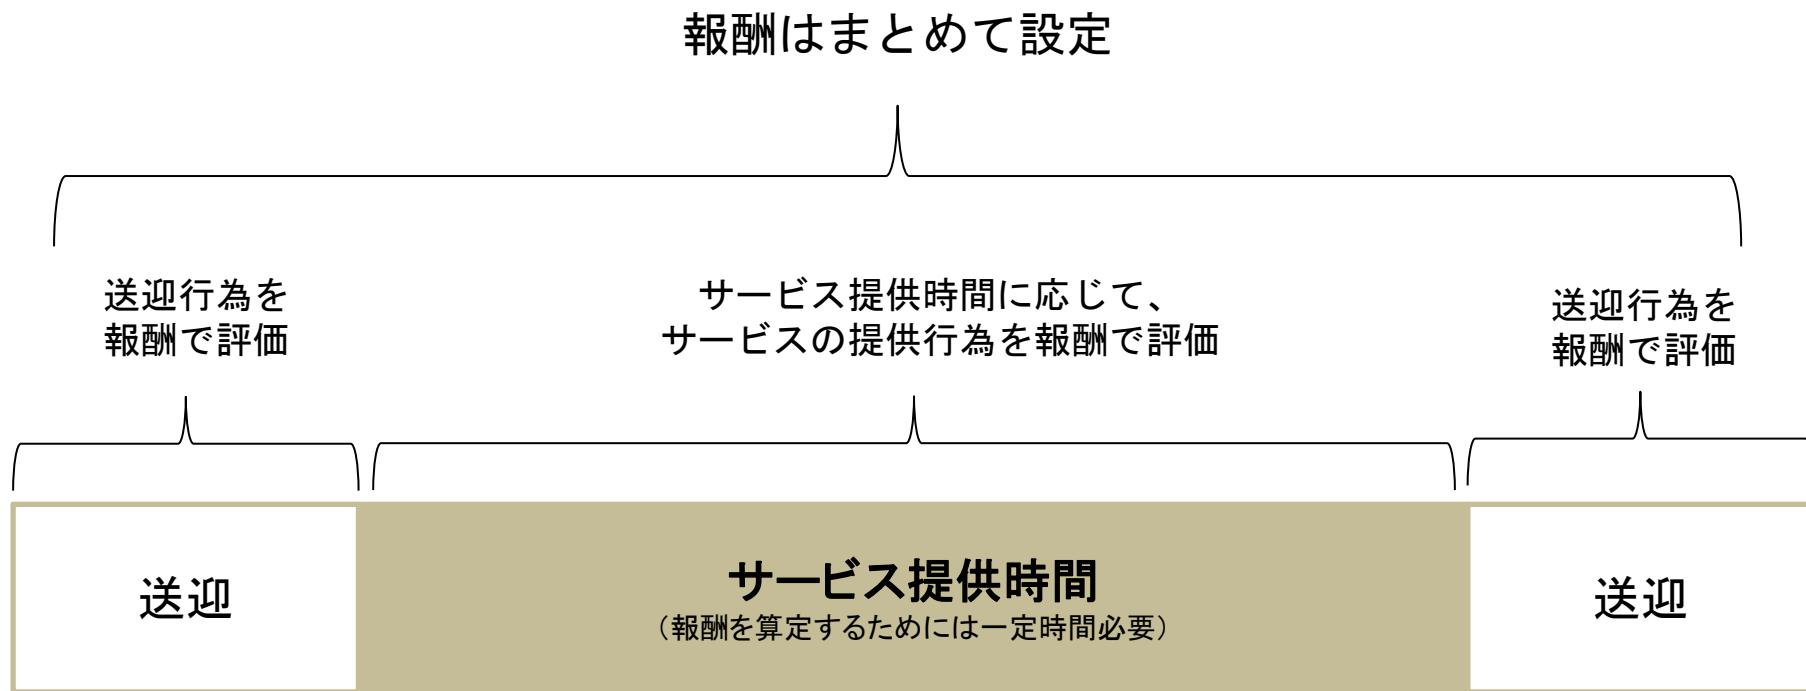 報酬はまとめて設定
送迎行為を
報酬で評価
サービス提供時間に応じて、
サービスの提供行為を報酬で評価
送迎行為を
報酬で評価
送迎
サービス提供時間
（報酬を算定するためには一定時間必要）
送迎